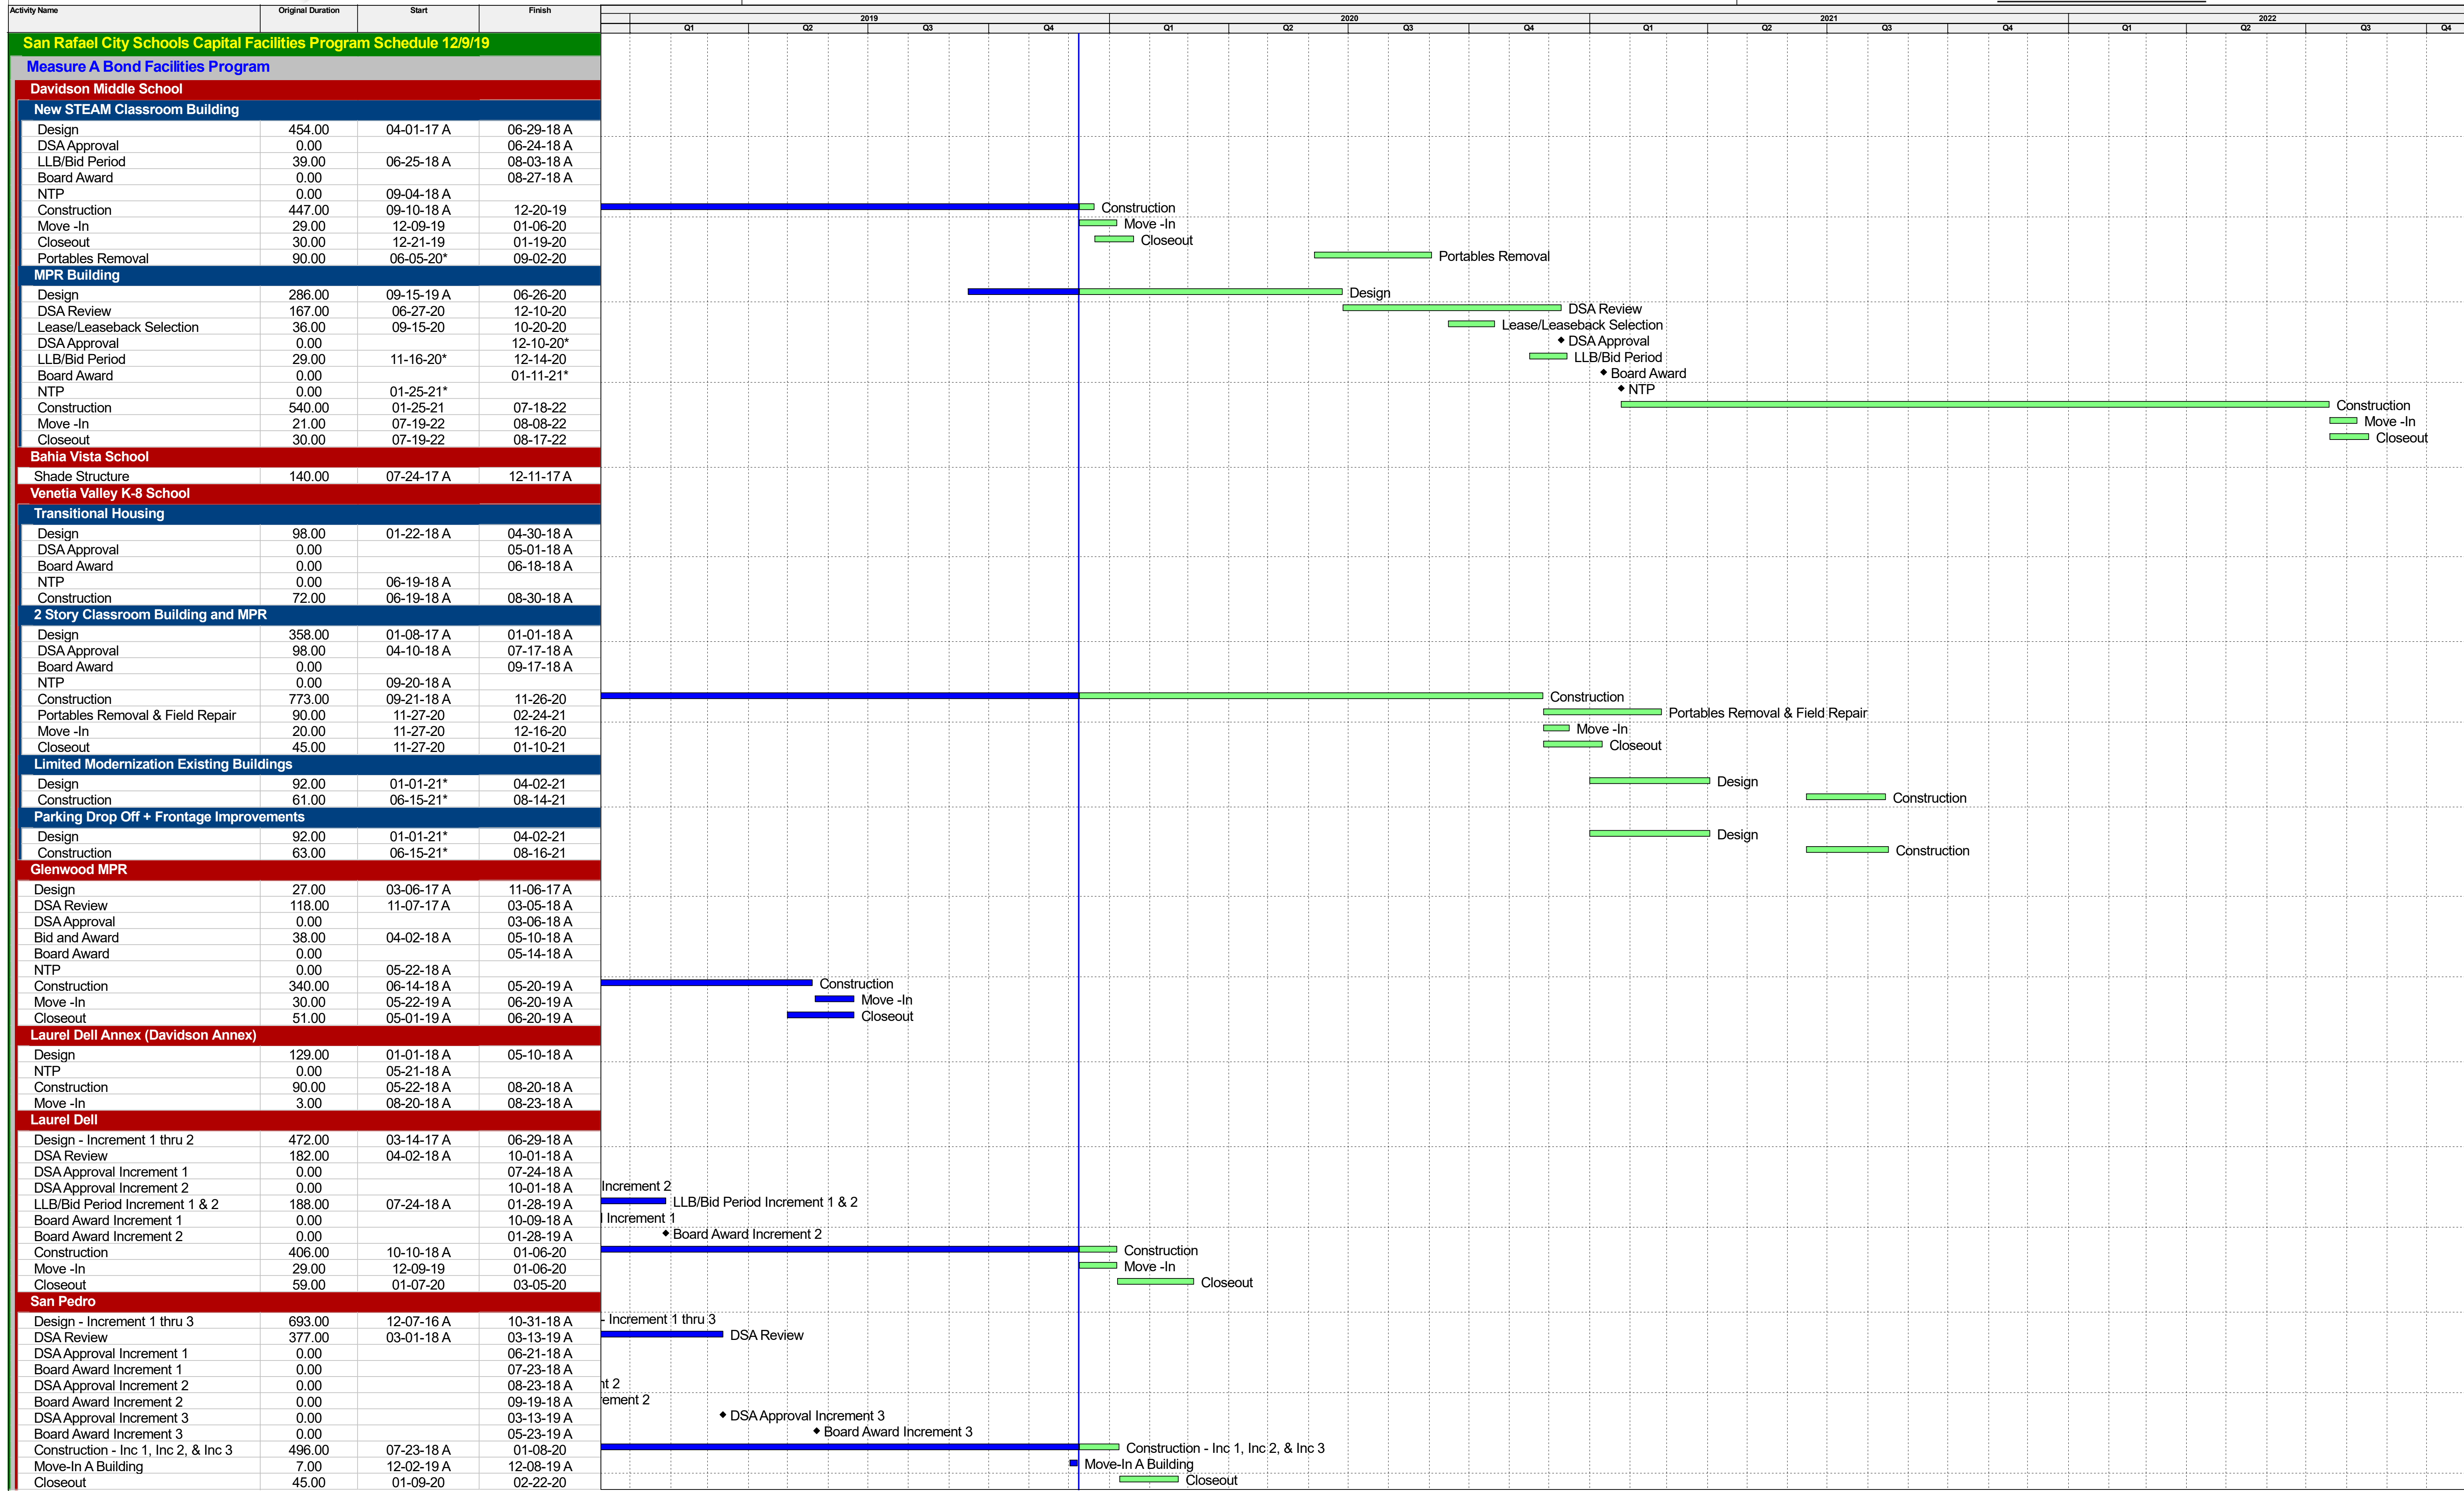 Activity Name Original Duration Start Finish 2019 2020 2021 2022
Q1 Q2 Q3 Q4 Q1 Q2 Q3 Q4 Q1 Q2 Q3 Q4 Q1 Q2 Q3 Q4
San Rafael City Schools Capital Facilities Program Schedule 12/9/19
Measure A Bond Facilities Program
Davidson Middle School
New STEAM Classroom Building
Design 454.00 04-01-17 A 06-29-18 A
DSA Approval 0.00 06-24-18 A
LLB/Bid Period 39.00 06-25-18 A 08-03-18 A
Board Award 0.00 08-27-18 A
NTP 0.00 09-04-18 A
Construction 447.00 09-10-18 A 12-20-19 Construction
Move -In 29.00 12-09-19 01-06-20 Move -In
Closeout 30.00 12-21-19 01-19-20 Closeout
Portables Removal 90.00 06-05-20* 09-02-20 Portables Removal
MPR Building
Design 286.00 09-15-19 A 06-26-20 Design
DSA Review 167.00 06-27-20 12-10-20 DSA Review
Lease/Leaseback Selection 36.00 09-15-20 10-20-20 Lease/Leaseback Selection
DSA Approval 0.00 12-10-20* DSA Approval
LLB/Bid Period 29.00 11-16-20* 12-14-20 LLB/Bid Period
Board Award 0.00 01-11-21* Board Award
NTP 0.00 01-25-21* NTP
Construction 540.00 01-25-21 07-18-22 Construction
Move -In 21.00 07-19-22 08-08-22 Move -In
Closeout 30.00 07-19-22 08-17-22 Closeout
Bahia Vista School
Shade Structure 140.00 07-24-17 A 12-11-17 A
Venetia Valley K-8 School
Transitional Housing
Design 98.00 01-22-18 A 04-30-18 A
DSA Approval 0.00 05-01-18 A
Board Award 0.00 06-18-18 A
NTP 0.00 06-19-18 A
Construction 72.00 06-19-18 A 08-30-18 A
2 Story Classroom Building and MPR
Design 358.00 01-08-17 A 01-01-18 A
DSA Approval 98.00 04-10-18 A 07-17-18 A
Board Award 0.00 09-17-18 A
NTP 0.00 09-20-18 A
Construction 773.00 09-21-18 A 11-26-20 Construction
Portables Removal & Field Repair 90.00 11-27-20 02-24-21 Portables Removal & Field Repair
Move -In 20.00 11-27-20 12-16-20 Move -In
Closeout 45.00 11-27-20 01-10-21 Closeout
Limited Modernization Existing Buildings
Design 92.00 01-01-21* 04-02-21 Design
Construction 61.00 06-15-21* 08-14-21 Construction
Parking Drop Off + Frontage Improvements
Design 92.00 01-01-21* 04-02-21 Design
Construction 63.00 06-15-21* 08-16-21 Construction
Glenwood MPR
Design 27.00 03-06-17 A 11-06-17 A
DSA Review 118.00 11-07-17 A 03-05-18 A
DSA Approval 0.00 03-06-18 A
Bid and Award 38.00 04-02-18 A 05-10-18 A
Board Award 0.00 05-14-18 A
NTP 0.00 05-22-18 A
Construction 340.00 06-14-18 A 05-20-19 A Construction
Move -In 30.00 05-22-19 A 06-20-19 A Move -In
Closeout 51.00 05-01-19 A 06-20-19 A Closeout
Laurel Dell Annex (Davidson Annex)
Design 129.00 01-01-18 A 05-10-18 A
NTP 0.00 05-21-18 A
Construction 90.00 05-22-18 A 08-20-18 A
Move -In 3.00 08-20-18 A 08-23-18 A
Laurel Dell
Design - Increment 1 thru 2 472.00 03-14-17 A 06-29-18 A
DSA Review 182.00 04-02-18 A 10-01-18 A
DSA Approval Increment 1 0.00 07-24-18 A
DSA Approval Increment 2 0.00 10-01-18 A Increment 2
LLB/Bid Period Increment 1 & 2 188.00 07-24-18 A 01-28-19 A LLB/Bid Period Increment 1 & 2
Board Award Increment 1 0.00 10-09-18 A Increment 1
Board Award Increment 2 0.00 01-28-19 A Board Award Increment 2
Construction 406.00 10-10-18 A 01-06-20 Construction
Move -In 29.00 12-09-19 01-06-20 Move -In
Closeout 59.00 01-07-20 03-05-20 Closeout
San Pedro
Design - Increment 1 thru 3 693.00 12-07-16 A 10-31-18 A - Increment 1 thru 3
DSA Review 377.00 03-01-18 A 03-13-19 A DSA Review
DSA Approval Increment 1 0.00 06-21-18 A
Board Award Increment 1 0.00 07-23-18 A
DSA Approval Increment 2 0.00 08-23-18 A nt 2
Board Award Increment 2 0.00 09-19-18 A rement 2
DSA Approval Increment 3 0.00 03-13-19 A DSA Approval Increment 3
Board Award Increment 3 0.00 05-23-19 A Board Award Increment 3
Construction - Inc 1, Inc 2, & Inc 3 496.00 07-23-18 A 01-08-20 Construction - Inc 1, Inc 2, & Inc 3
Move-In A Building 7.00 12-02-19 A 12-08-19 A Move-In A Building
Closeout 45.00 01-09-20 02-22-20 Closeout